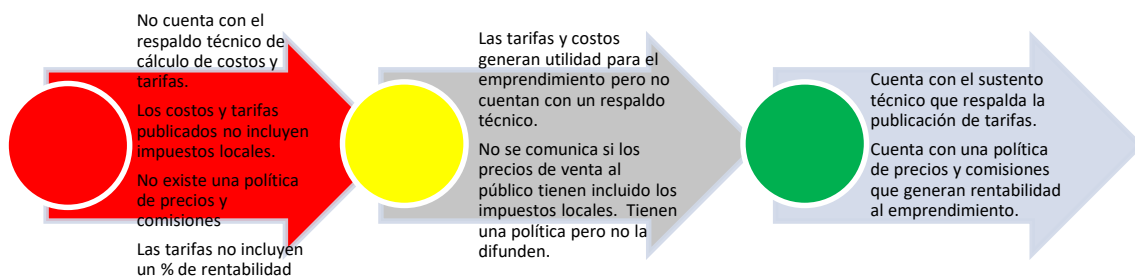 No cuenta con el
respaldo técnico de
cálculo de costos y
tarifas.
Los costos y tarifas
publicados no incluyen
impuestos locales.
No existe una política
de precios y
comisiones
Las tarifas no incluyen
un % de rentabilidad
Las tarifas y costos
generan utilidad para el
emprendimiento pero no
cuentan con un respaldo
técnico.
No se comunica si los
precios de venta al
público tienen incluido los
impuestos locales.  Tienen
una política pero no la
difunden.
Cuenta con el sustento
técnico que respalda la
publicación de tarifas.
Cuenta con una política
de precios y comisiones
que generan rentabilidad
al emprendimiento.